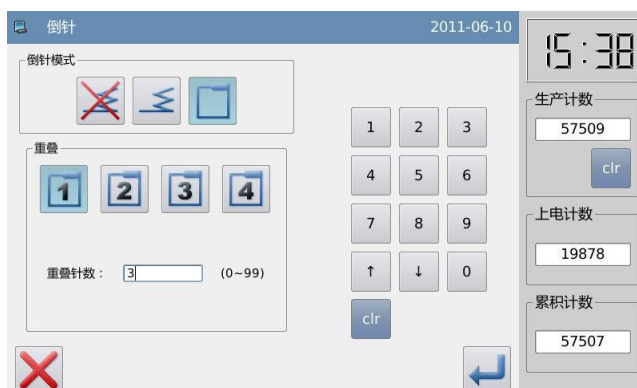 倒针 2011-06-10
倒针模式
重叠
1 2 3 4
重叠针数： 3 (0~99)
1 2 3
4 5 6
7 8 9
↑ ↓ 0
clr
15:38
生产计数
57509
clr
上电计数
19878
累积计数
57507